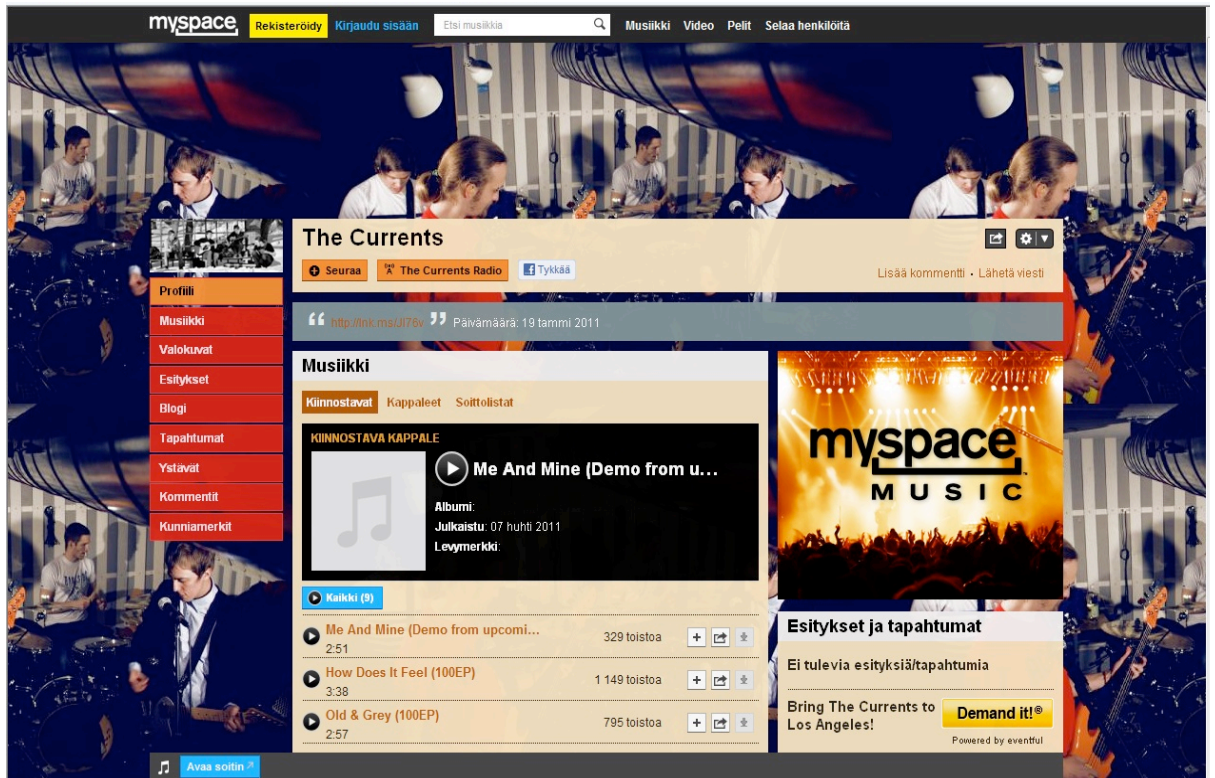 myspace Rekisteröidy Kirjaudu sisään Etsi musiikkia Musiikki Video Pelit Selaa henkilöitä
The Currents
Seuraa The Currents Radio Tykkää
Lisää kommentti • Lähetä viesti
Profiili
Musiikki
Valokuvat
Esitykset
Blogi
Tapahtumat
Ystävät
Kommentit
Kunniamerkit
“ http://lnk.ms/Jl76v ” Päivämäärä: 19 tammi 2011
Musiikki
Kiinnostavat Kappaleet Soittolistat
KIINNOSTAVA KAPPALE
Me And Mine (Demo from u...
Albumi:
Julkaistu: 07 huhti 2011
Levymerkki:
Kaikki (9)
Me And Mine (Demo from upcomi... 329 toistoa
2:51
How Does It Feel (100EP) 1 149 toistoa
3:38
Old & Grey (100EP) 795 toistoa
2:57
myspace
MUSIC
Esitykset ja tapahtumat
Ei tulevia esityksiä/tapahtumia
Bring The Currents to
Los Angeles!
Demand it!®
Powered by eventful
Avaa soitin